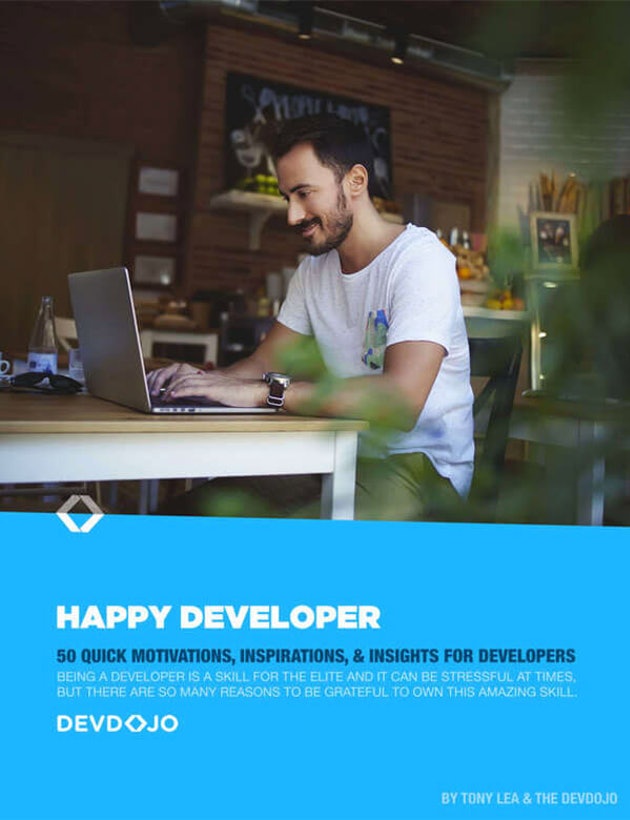 HAPPY DEVELOPER
50 QUICK MOTIVATIONS, INSPIRATIONS, & INSIGHTS FOR DEVELOPERS
BEING A DEVELOPER IS A SKILL FOR THE ELITE AND IT CAN BE STRESSFUL AT TIMES,
BUT THERE ARE SO MANY REASONS TO BE GRATEFUL TO OWN THIS AMAZING SKILL.
DEVDOJO
BY TONY LEA & THE DEVDOJO